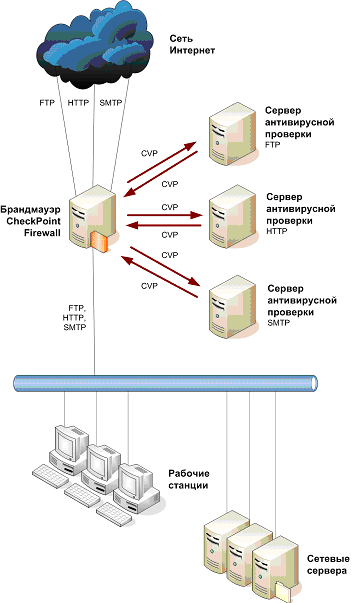 Сеть
Интернет
FTP HTTP SMTP
Сервер
антивирусной
проверки
FTP
CVP
CVP
Брандмауэр
CheckPoint
Firewall
CVP
CVP
Сервер
антивирусной
проверки
HTTP
CVP
CVP
Сервер
антивирусной
проверки
SMTP
FTP,
HTTP,
SMTP
Рабочие
станции
Сетевые
сервера